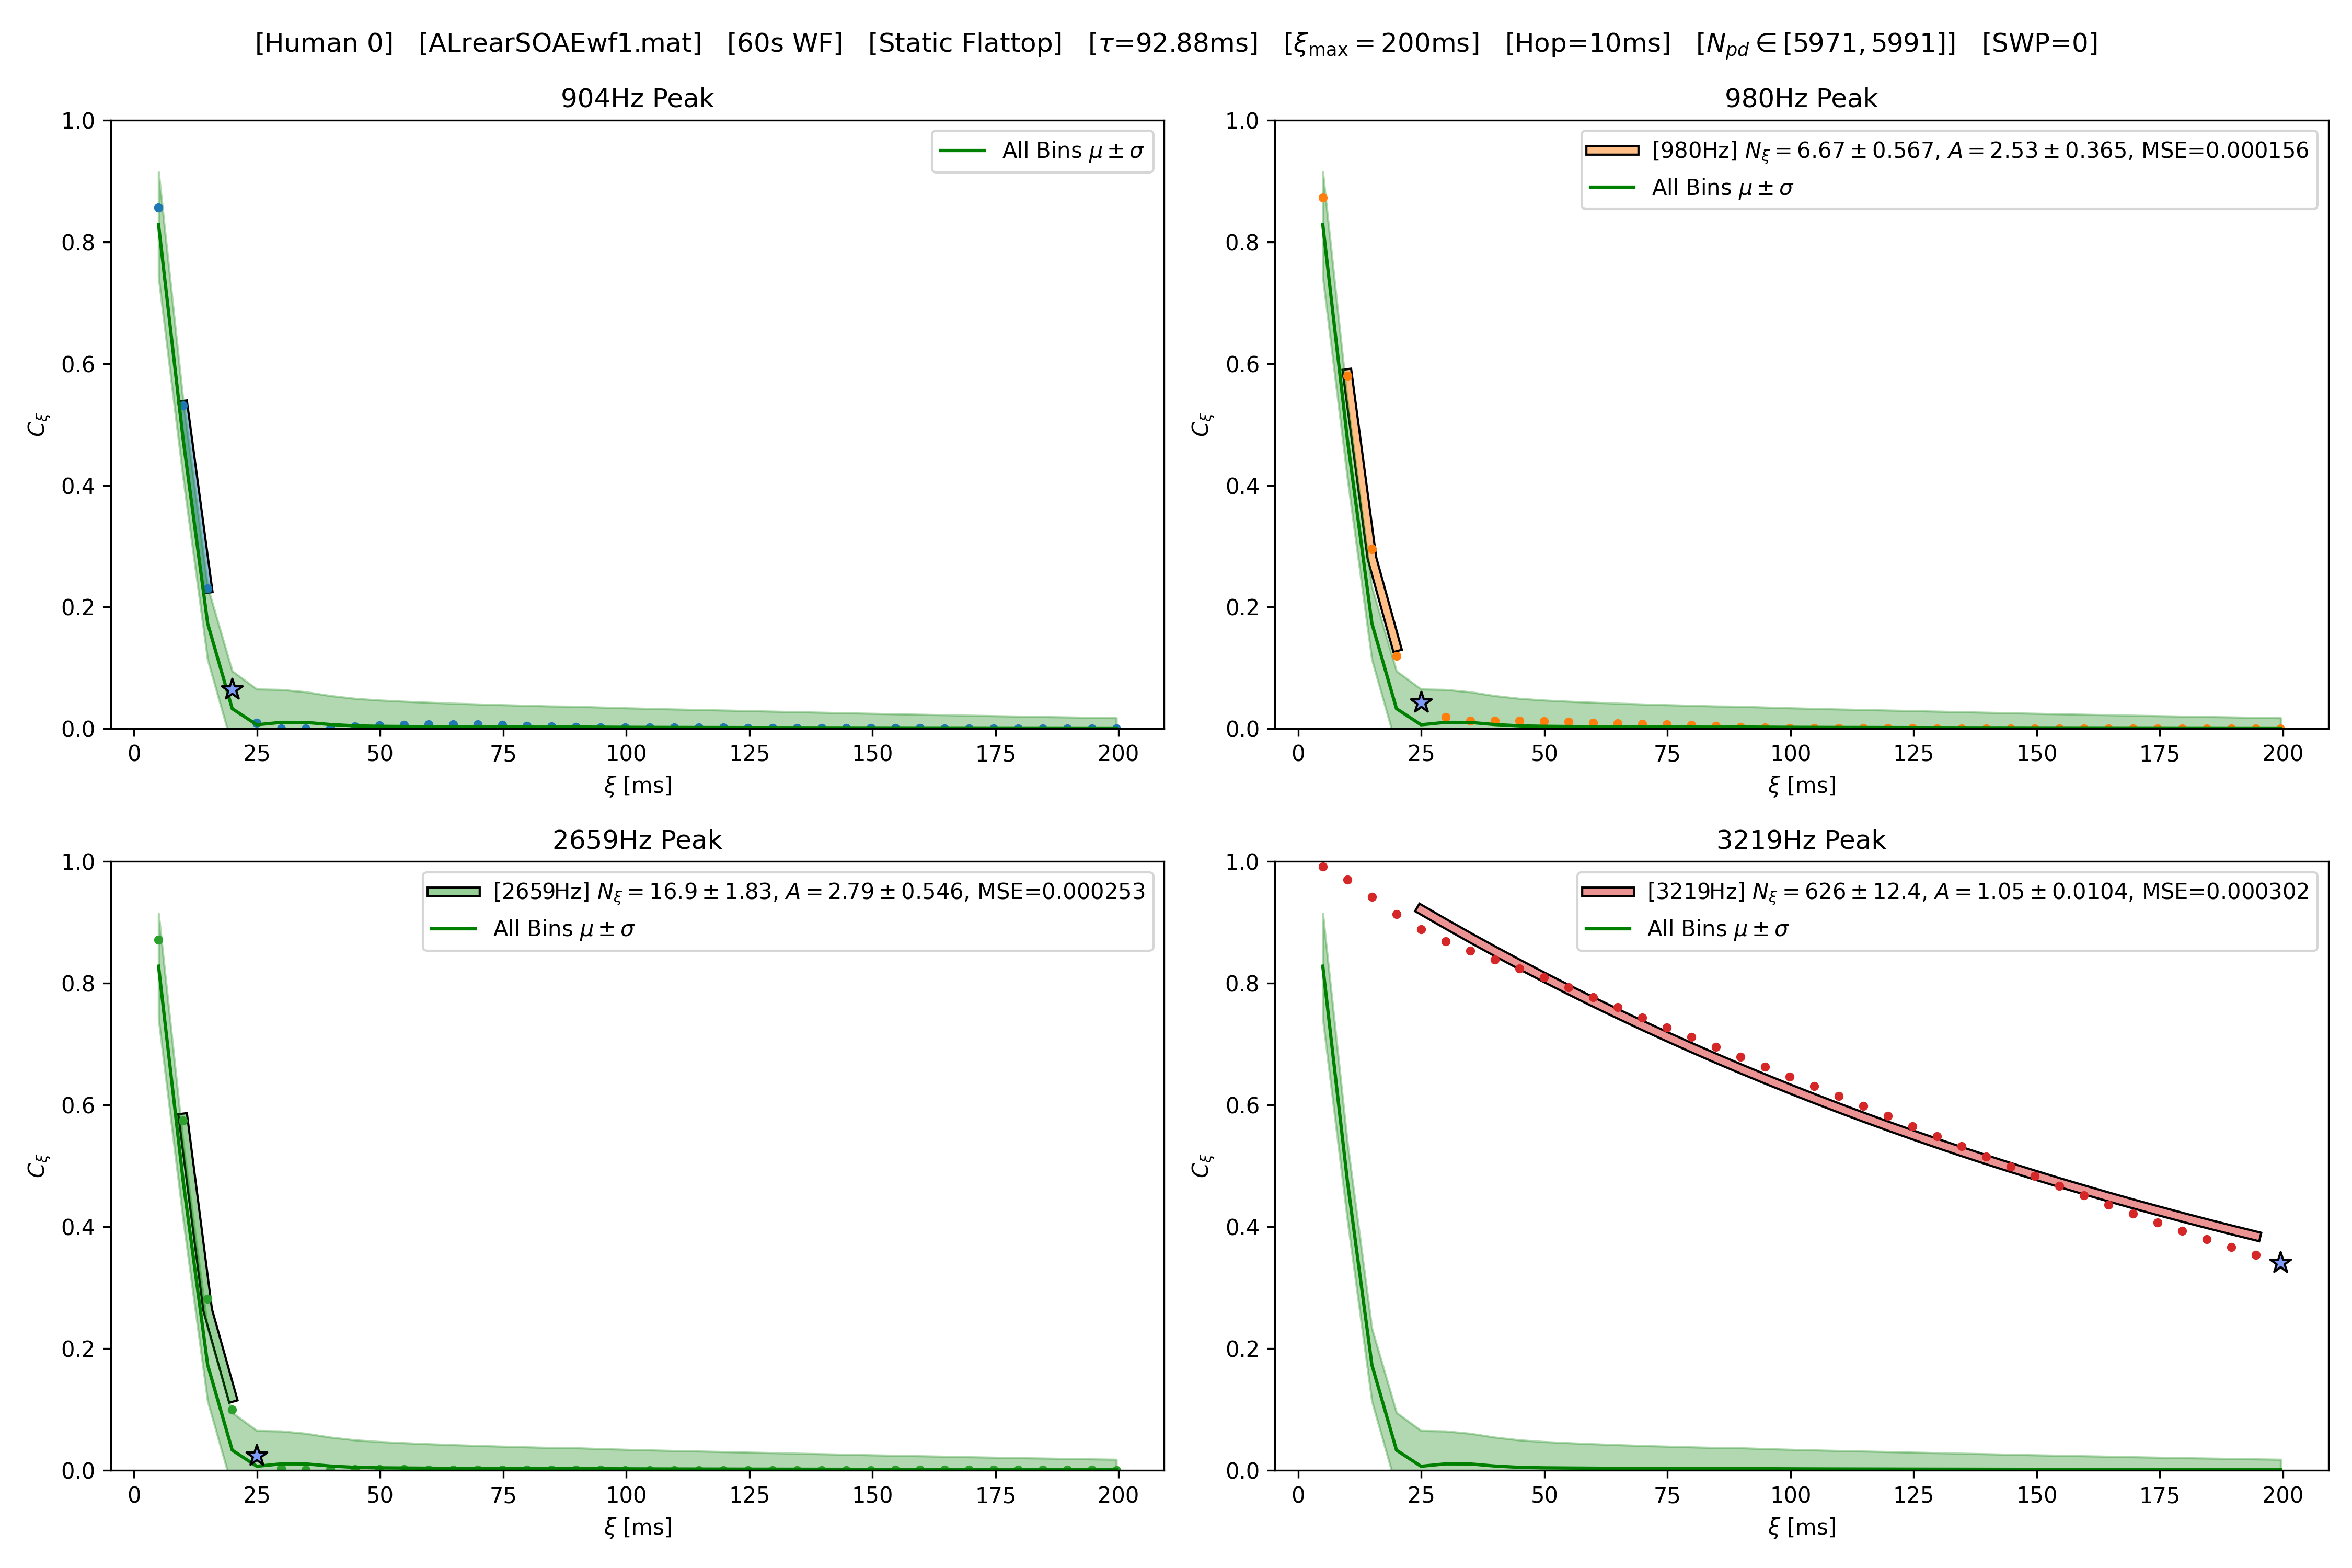 [Human 0] [ALrearSOAEwf1.mat] [60s WF] [Static Flattop] [τ=92.88ms] [ξmax = 200ms] [Hop=10ms] [Npd ∈ [5971, 5991]] [SWP=0]
904Hz Peak
1.0
0.8
0.6
0.4
0.2
0.0
Cξ
All Bins μ ± σ
0 25 50 75 100 125 150 175 200
ξ [ms]
980Hz Peak
1.0
0.8
0.6
0.4
0.2
0.0
Cξ
[980Hz] Nξ = 6.67 ± 0.567, A = 2.53 ± 0.365, MSE=0.000156
All Bins μ ± σ
0 25 50 75 100 125 150 175 200
ξ [ms]
2659Hz Peak
1.0
0.8
0.6
0.4
0.2
0.0
Cξ
[2659Hz] Nξ = 16.9 ± 1.83, A = 2.79 ± 0.546, MSE=0.000253
All Bins μ ± σ
0 25 50 75 100 125 150 175 200
ξ [ms]
3219Hz Peak
1.0
0.8
0.6
0.4
0.2
0.0
Cξ
[3219Hz] Nξ = 626 ± 12.4, A = 1.05 ± 0.0104, MSE=0.000302
All Bins μ ± σ
0 25 50 75 100 125 150 175 200
ξ [ms]